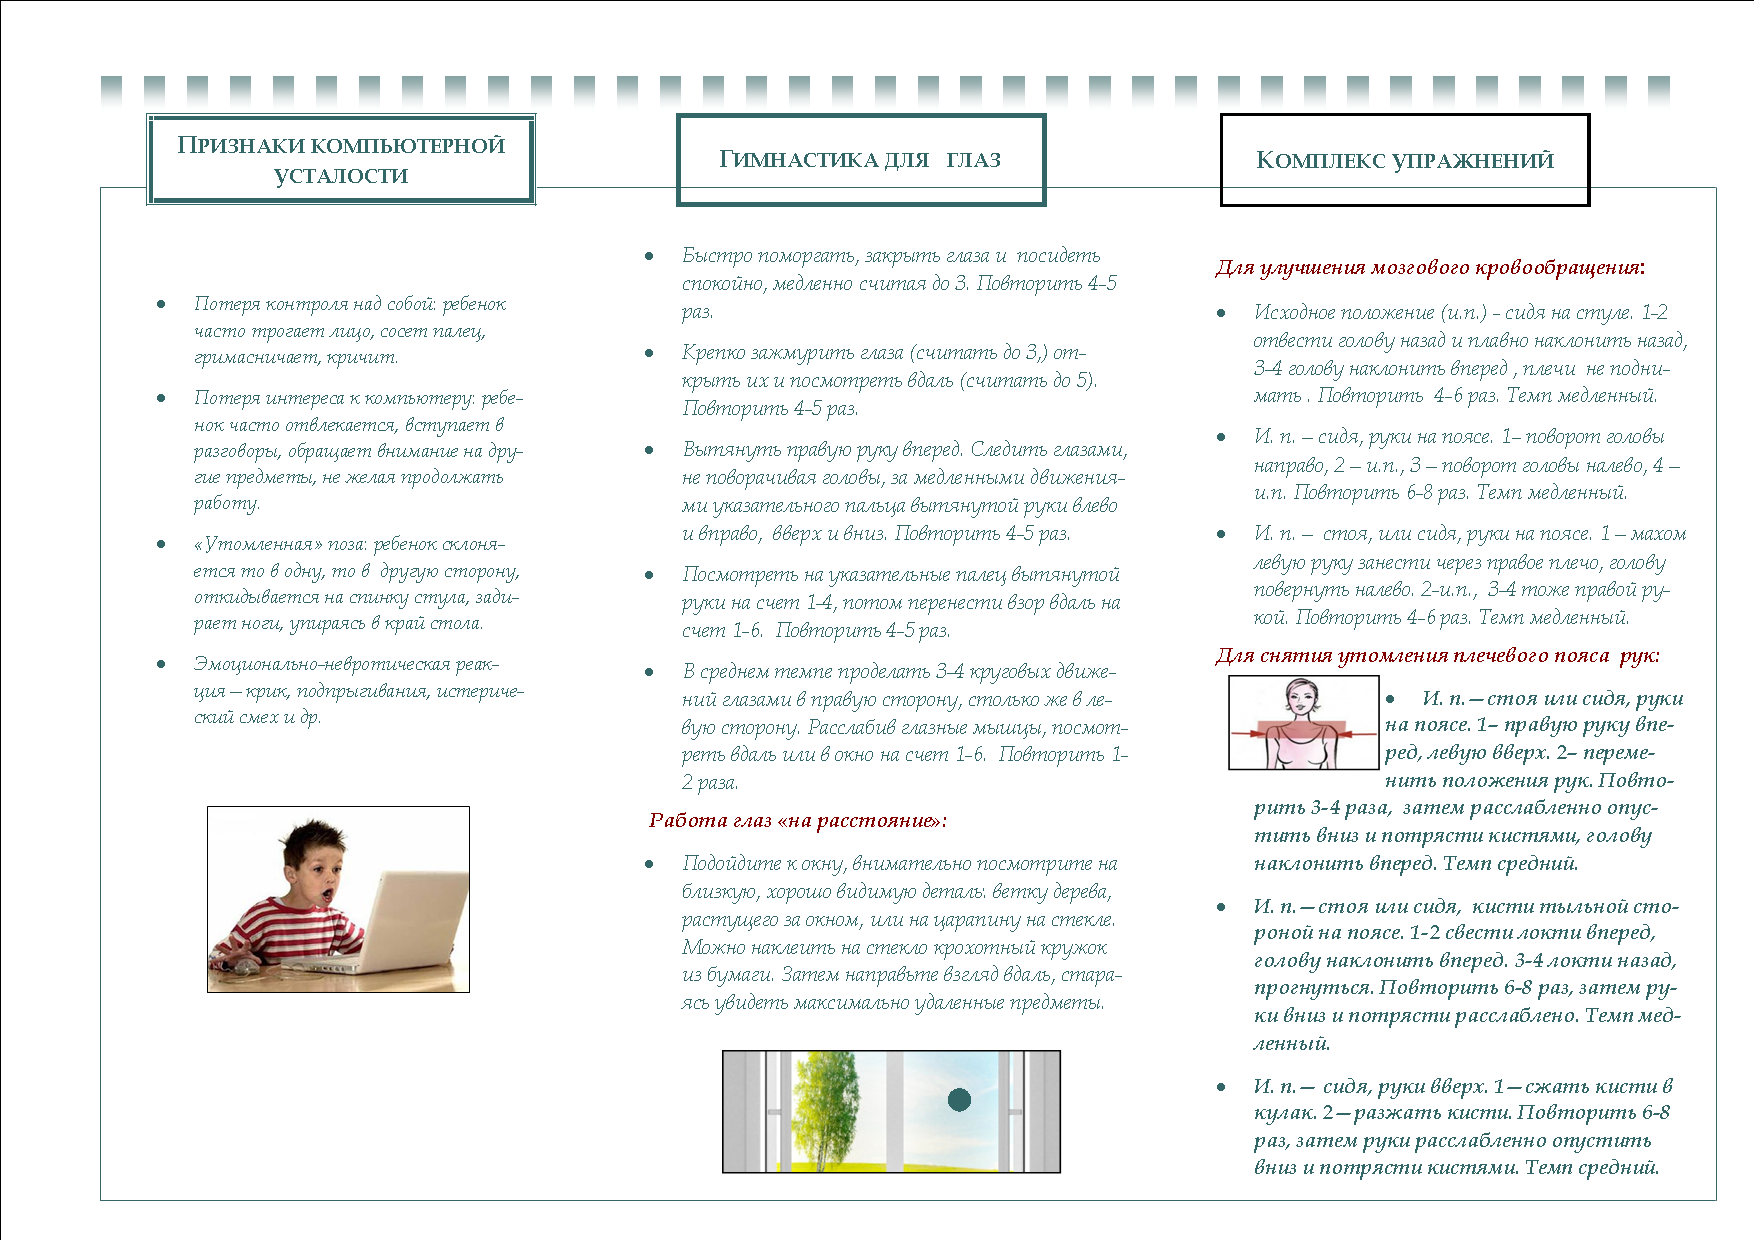 ПРИЗНАКИ КОМПЬЮТЕРНОЙ
УСТАЛОСТИ
• Потеря контроля над собой: ребенок
часто трогает лицо, сосет палец,
гримасничает, кричит.
• Потеря интереса к компьютеру: ребе-
нок часто отвлекается, вступает в
разговоры, обращает внимание на дру-
гие предметы, не желая продолжать
работу.
• «Утомленная» поза: ребенок склоня-
ется то в одну, то в другую сторону,
откидывается на спинку стула, зади-
рает ноги, упираясь в край стола.
• Эмоционально-невротическая реак-
ция – крик, подпрыгивания, истериче-
ский смех и др.
ГИМНАСТИКА ДЛЯ ГЛАЗ
• Быстро поморгать, закрыть глаза и посидеть
спокойно, медленно считая до 3. Повторить 4-5
раз.
• Крепко зажмурить глаза (считать до 3,) от-
крыть их и посмотреть вдаль (считать до 5).
Повторить 4-5 раз.
• Вытянуть правую руку вперед. Следить глазами,
не поворачивая головы, за медленными движения-
ми указательного пальца вытянутой руки влево
и вправо, вверх и вниз. Повторить 4-5 раз.
• Посмотреть на указательные палец вытянутой
руки на счет 1-4, потом перенести взор вдаль на
счет 1-6. Повторить 4-5 раз.
• В среднем темпе проделать 3-4 круговых движе-
ний глазами в правую сторону, столько же в ле-
вую сторону. Расслабив глазные мышцы, посмот-
реть вдаль или в окно на счет 1-6. Повторить 1-
2 раза.
Работа глаз «на расстояние»:
• Подойдите к окну, внимательно посмотрите на
близкую, хорошо видимую деталь: ветку дерева,
растущего за окном, или на царапину на стекле.
Можно наклеить на стекло крохотный кружок
из бумаги. Затем направьте взгляд вдаль, стара-
ясь увидеть максимально удаленные предметы.
КОМПЛЕКС УПРАЖНЕНИЙ
Для улучшения мозгового кровообращения:
• Исходное положение (и.п.) - сидя на стуле. 1-2
отвести голову назад и плавно наклонить назад,
3-4 голову наклонить вперед , плечи не подни-
мать . Повторить 4-6 раз. Темп медленный.
• И. п. – сидя, руки на поясе. 1– поворот головы
направо, 2 – и.п., 3 – поворот головы налево, 4 –
и.п. Повторить 6-8 раз. Темп медленный.
• И. п. – стоя, или сидя, руки на поясе. 1 – махом
левую руку занести через правое плечо, голову
повернуть налево. 2-и.п., 3-4 тоже правой ру-
кой. Повторить 4-6 раз. Темп медленный.
Для снятия утомления плечевого пояса рук:
• И. п.—стоя или сидя, руки
на поясе. 1– правую руку впе-
ред, левую вверх. 2– переме-
нить положения рук. Повто-
рить 3-4 раза, затем расслабленно опус-
тить вниз и потрясти кистями, голову
наклонить вперед. Темп средний.
• И. п.—стоя или сидя, кисти тыльной сто-
роной на поясе. 1-2 свести локти вперед,
голову наклонить вперед. 3-4 локти назад,
прогнуться. Повторить 6-8 раз, затем ру-
ки вниз и потрясти расслаблено. Темп мед-
ленный.
• И. п.— сидя, руки вверх. 1—сжать кисти в
кулак. 2—разжать кисти. Повторить 6-8
раз, затем руки расслабленно опустить
вниз и потрясти кистями. Темп средний.